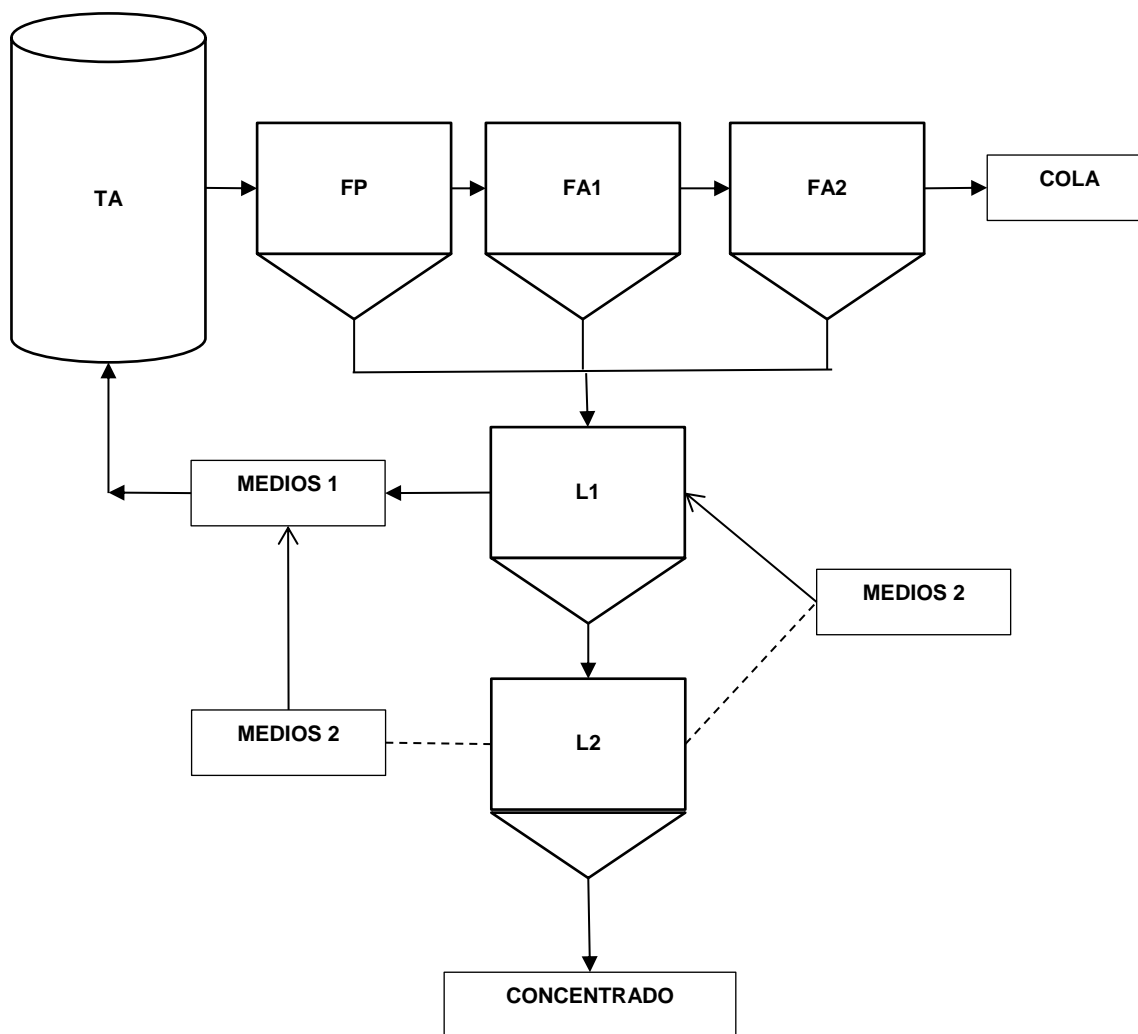 TA
FP
FA1
FA2
COLA
MEDIOS 1
L1
MEDIOS 2
MEDIOS 2
L2
CONCENTRADO